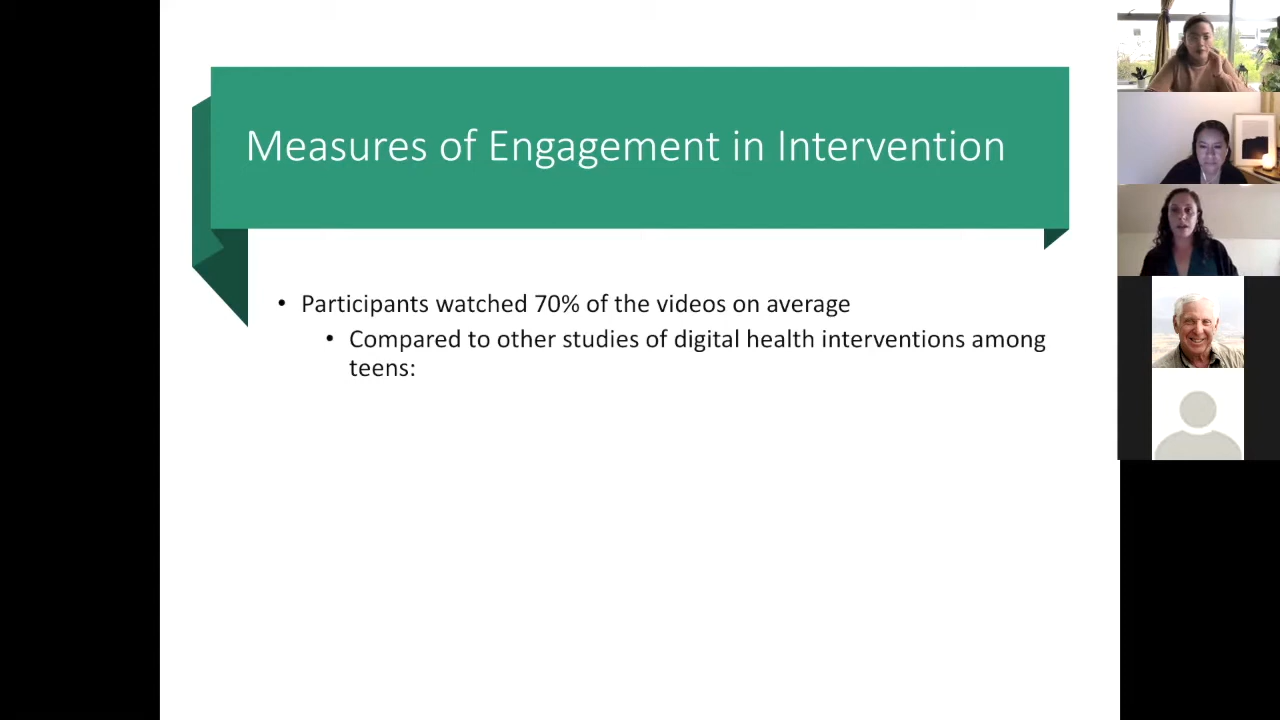 Measures of Engagement in Intervention
• Participants watched 70% of the videos on average
• Compared to other studies of digital health interventions among
teens: